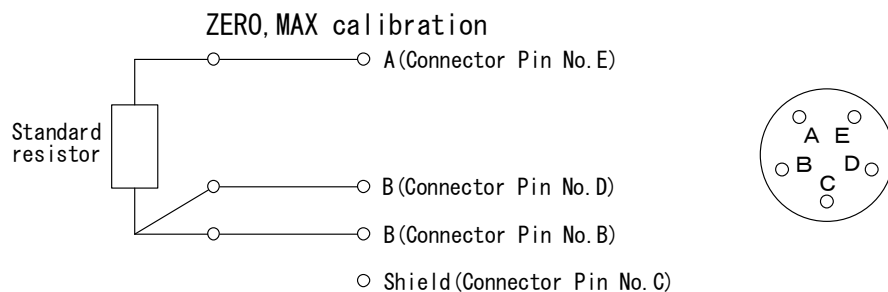 ZERO, MAX calibration
A(Connector Pin No.E)
Standard
resistor
B(Connector Pin No.D)
B(Connector Pin No.B)
Shield(Connector Pin No.C)
A E
B D
C